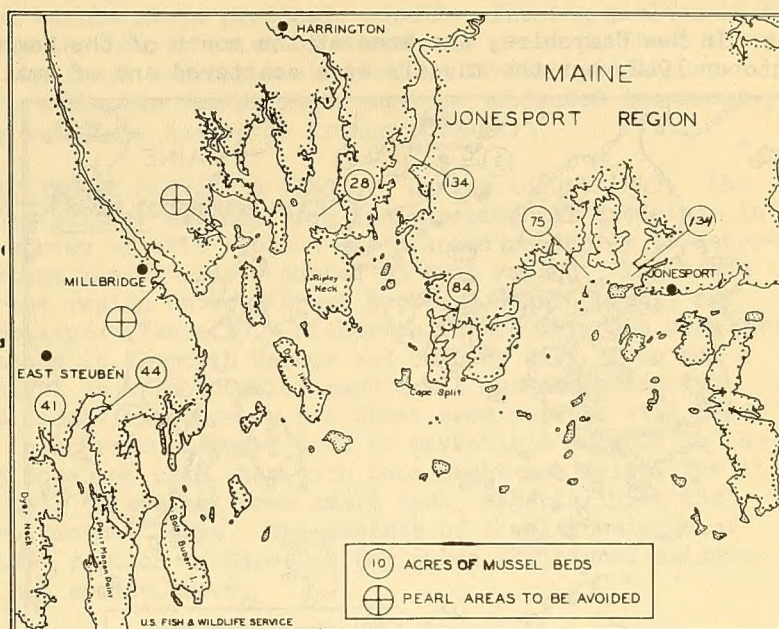 HARRINGTON
MAINE
JONESPORT REGION
28
134
75
134
MILLBRIDGE
Ripley
Neck
JONESPORT
84
EAST STEUBEN
44
41
Cape Split
Dyer Neck
Petit Manan Point
Bois Bubert
10 ACRES OF MUSSEL BEDS
PEARL AREAS TO BE AVOIDED
U.S. FISH & WILDLIFE SERVICE